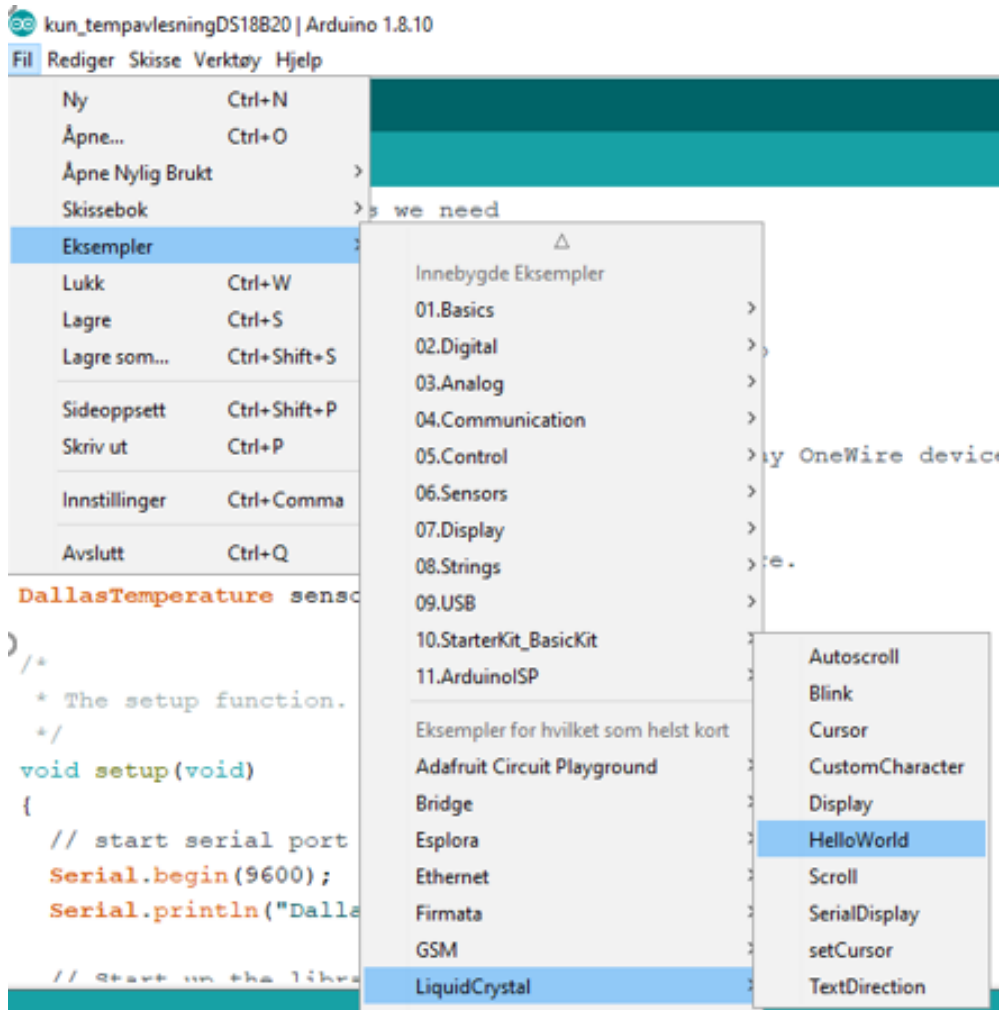 kun_tempavlesningDS18B20 | Arduino 1.8.10
Fil Rediger Skisse Verktøy Hjelp
Ny Ctrl+N
Åpne... Ctrl+O
Åpne Nylig Brukt
Skissebok
Eksempler
Lukk Ctrl+W
Lagre Ctrl+S
Lagre som... Ctrl+Shift+S
Sideoppsett Ctrl+Shift+P
Skriv ut Ctrl+P
Innstillinger Ctrl+Comma
Avslutt Ctrl+Q
Innebygde Eksempler
01.Basics
02.Digital
03.Analog
04.Communication
05.Control
06.Sensors
07.Display
08.Strings
09.USB
10.StarterKit_BasicKit
11.ArduinoISP
Eksempler for hvilket som helst kort
Adafruit Circuit Playground
Bridge
Esplora
Ethernet
Firmata
GSM
LiquidCrystal
Autoscroll
Blink
Cursor
CustomCharacter
Display
HelloWorld
Scroll
SerialDisplay
setCursor
TextDirection
s we need
y OneWire device
e.
DallasTemperature senso
/*
* The setup function.
*/
void setup(void)
{
// start serial port
Serial.begin(9600);
Serial.println("Dalla
// Start up the libra